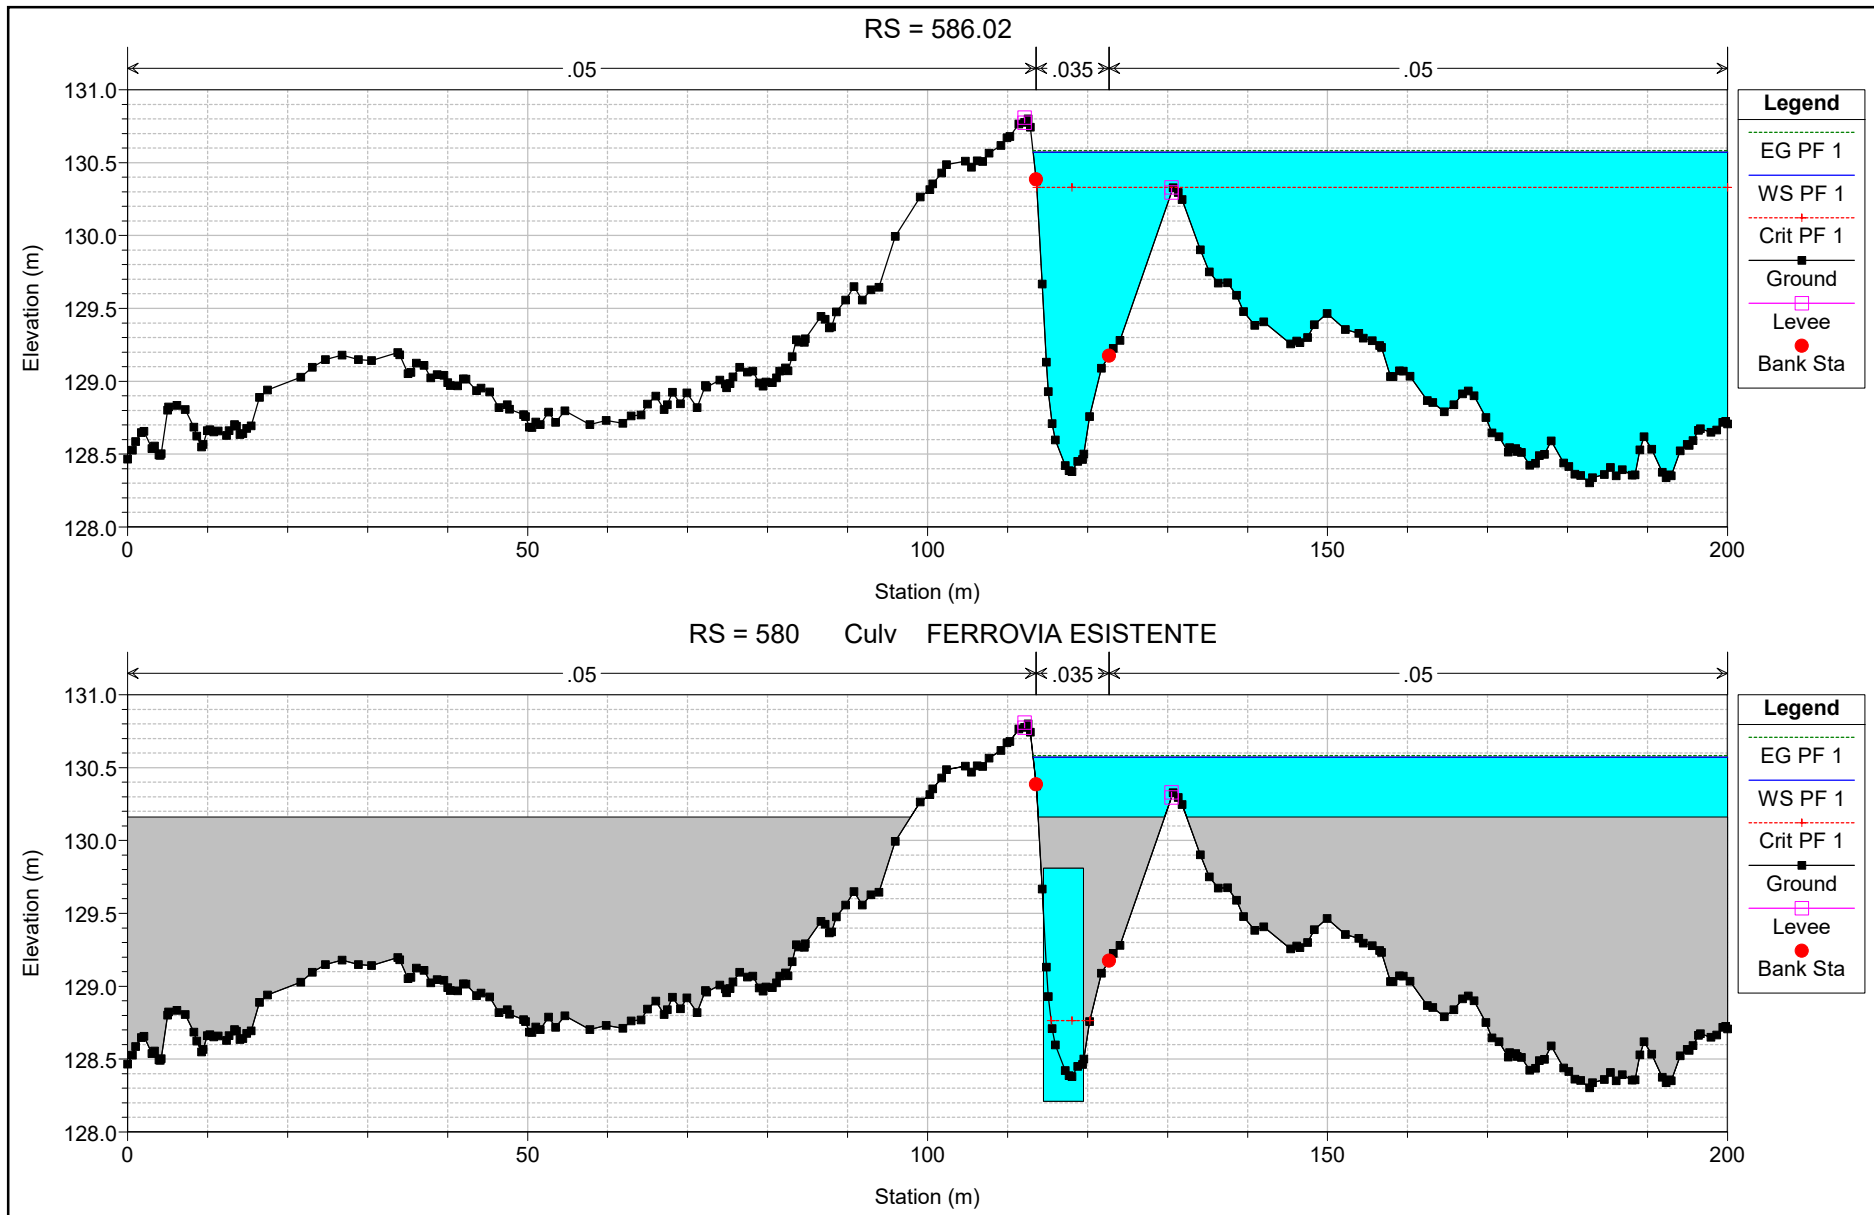 RS = 586.02
.05 .035 .05
131.0
130.5
130.0
129.5
129.0
128.5
128.0
Elevation (m)
0 50 100 150 200
Station (m)
Legend
EG PF 1
WS PF 1
Crit PF 1
Ground
Levee
Bank Sta
RS = 580 Culv FERROVIA ESISTENTE
.05 .035 .05
131.0
130.5
130.0
129.5
129.0
128.5
128.0
Elevation (m)
0 50 100 150 200
Station (m)
Legend
EG PF 1
WS PF 1
Crit PF 1
Ground
Levee
Bank Sta